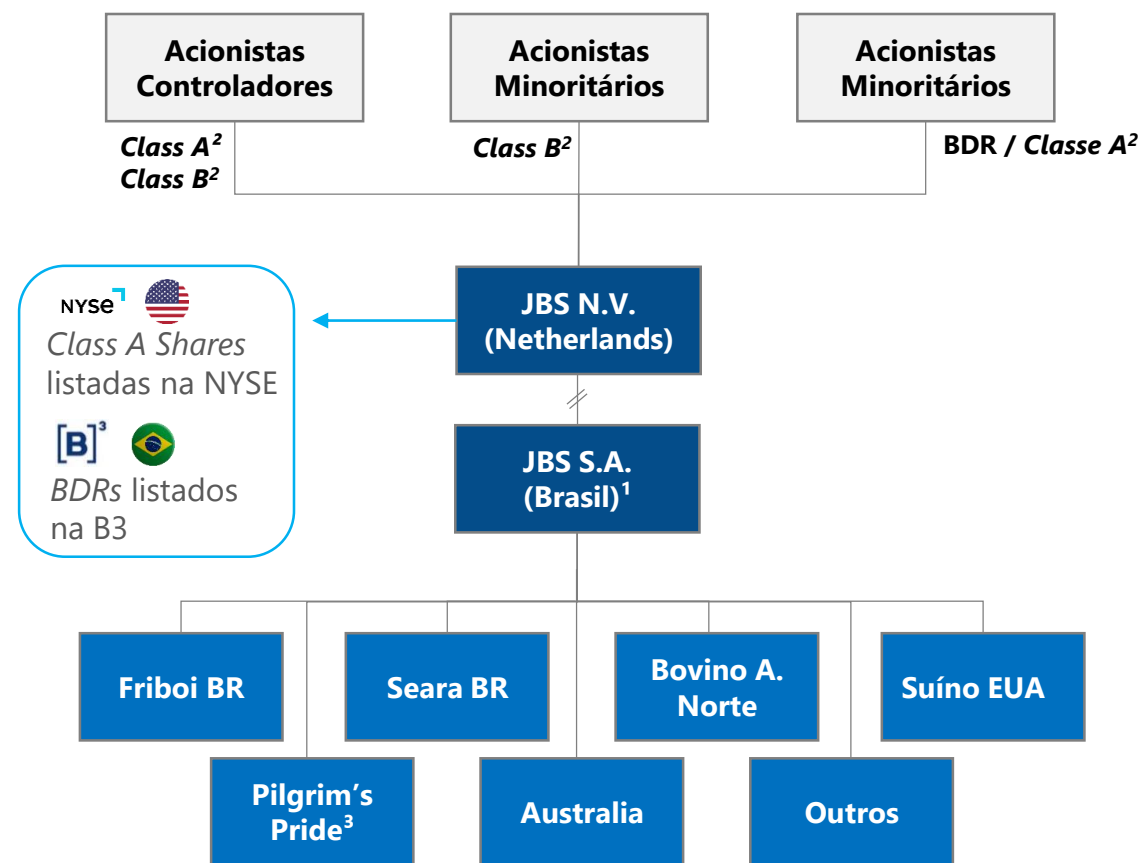 Acionistas
Controladores
Acionistas
Minoritários
Acionistas
Minoritários
Class A²
Class B²
Class B²
BDR / Classe A²
NYSE
Class A Shares
listadas na NYSE
[B]³
BDRs listados
na B3
JBS N.V.
(Netherlands)
JBS S.A.
(Brasil)¹
Friboi BR
Seara BR
Bovino A.
Norte
Suíno EUA
Pilgrim’s
Pride³
Australia
Outros